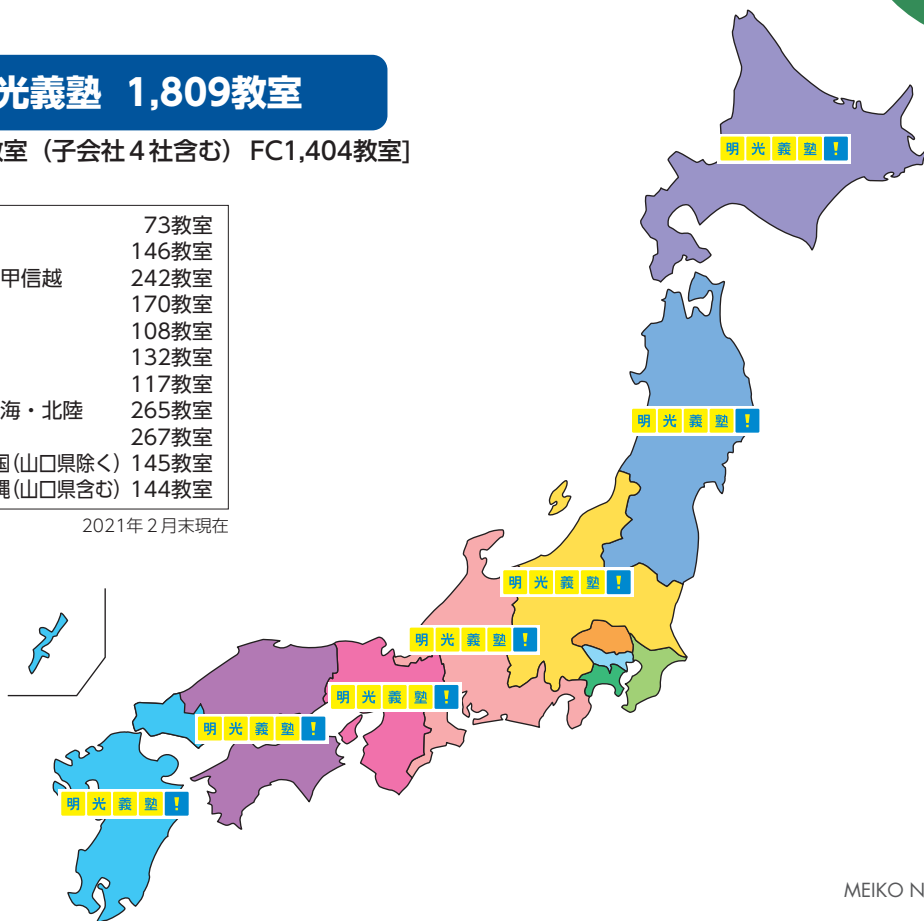 光義塾 1,809教室
教室（子会社４社含む） FC1,404教室]
73教室
146教室
甲信越 242教室
170教室
108教室
132教室
117教室
海・北陸 265教室
267教室
国(山口県除く) 145教室
縄(山口県含む) 144教室
2021年２月末現在
明光義塾!
明光義塾!
明光義塾!
明光義塾!
明光義塾!
明光義塾!
明光義塾!
MEIKO N